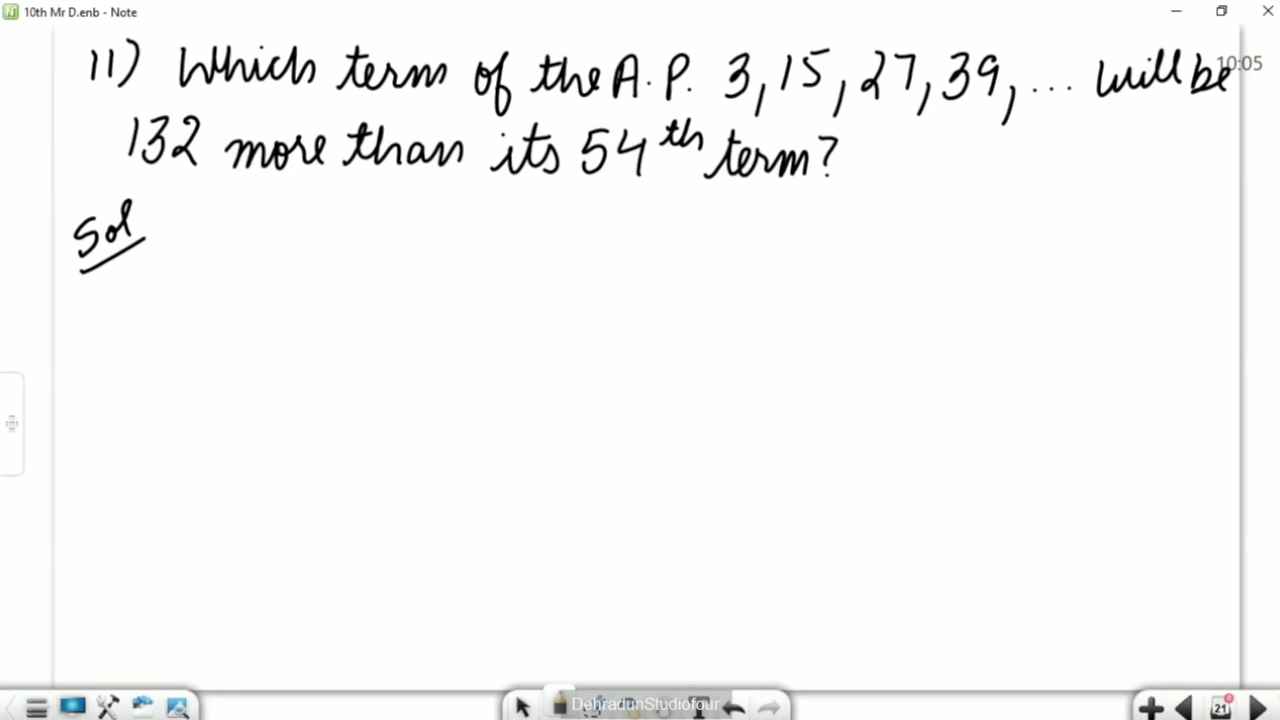 10th Mr D.enb - Note
10:05
11) Which term of the A.P. 3, 15, 27, 39, ... will be
132 more than its 54th term?
Sol
DehradunStudiofour
21